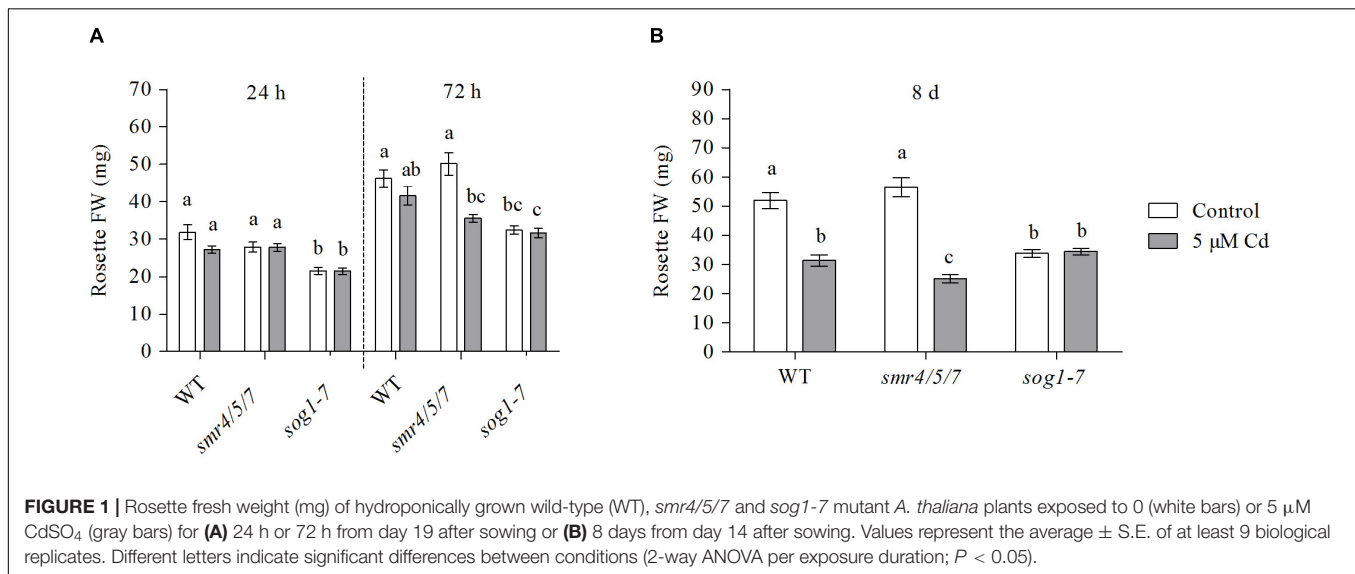 A
B
70
60
50
40
30
20
10
0
Rosette FW (mg)
24 h
72 h
a
a
a
a
b
b
a
ab
a
bc
bc
c
WT
smr4/5/7
sog1-7
WT
smr4/5/7
sog1-7
90
80
70
60
50
40
30
20
10
0
Rosette FW (mg)
8 d
a
b
a
c
b
b
WT
smr4/5/7
sog1-7
Control
5 µM Cd
FIGURE 1 | Rosette fresh weight (mg) of hydroponically grown wild-type (WT), smr4/5/7 and sog1-7 mutant A. thaliana plants exposed to 0 (white bars) or 5 µM
CdSO₄ (gray bars) for (A) 24 h or 72 h from day 19 after sowing or (B) 8 days from day 14 after sowing. Values represent the average ± S.E. of at least 9 biological
replicates. Different letters indicate significant differences between conditions (2-way ANOVA per exposure duration; P < 0.05).